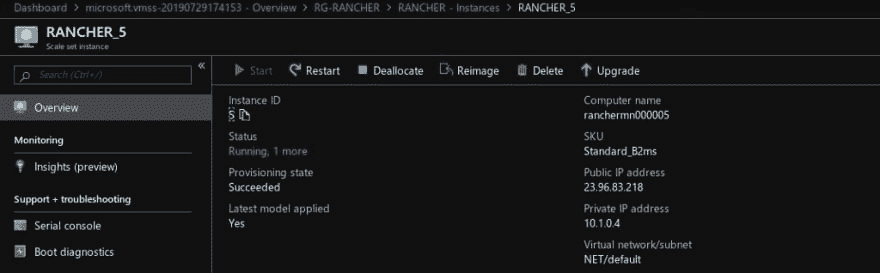 Dashboard > microsoft.vmss-20190729174153 - Overview > RG-RANCHER > RANCHER - Instances > RANCHER_5
RANCHER_5
Scale set instance
Search (Ctrl+/)
«
Start
Restart
Deallocate
Reimage
Delete
Upgrade
Overview
Monitoring
Insights (preview)
Support + troubleshooting
Serial console
Boot diagnostics
Instance ID
5
Status
Running, 1 more
Provisioning state
Succeeded
Latest model applied
Yes
Computer name
ranchermn000005
SKU
Standard_B2ms
Public IP address
23.96.83.218
Private IP address
10.1.0.4
Virtual network/subnet
NET/default